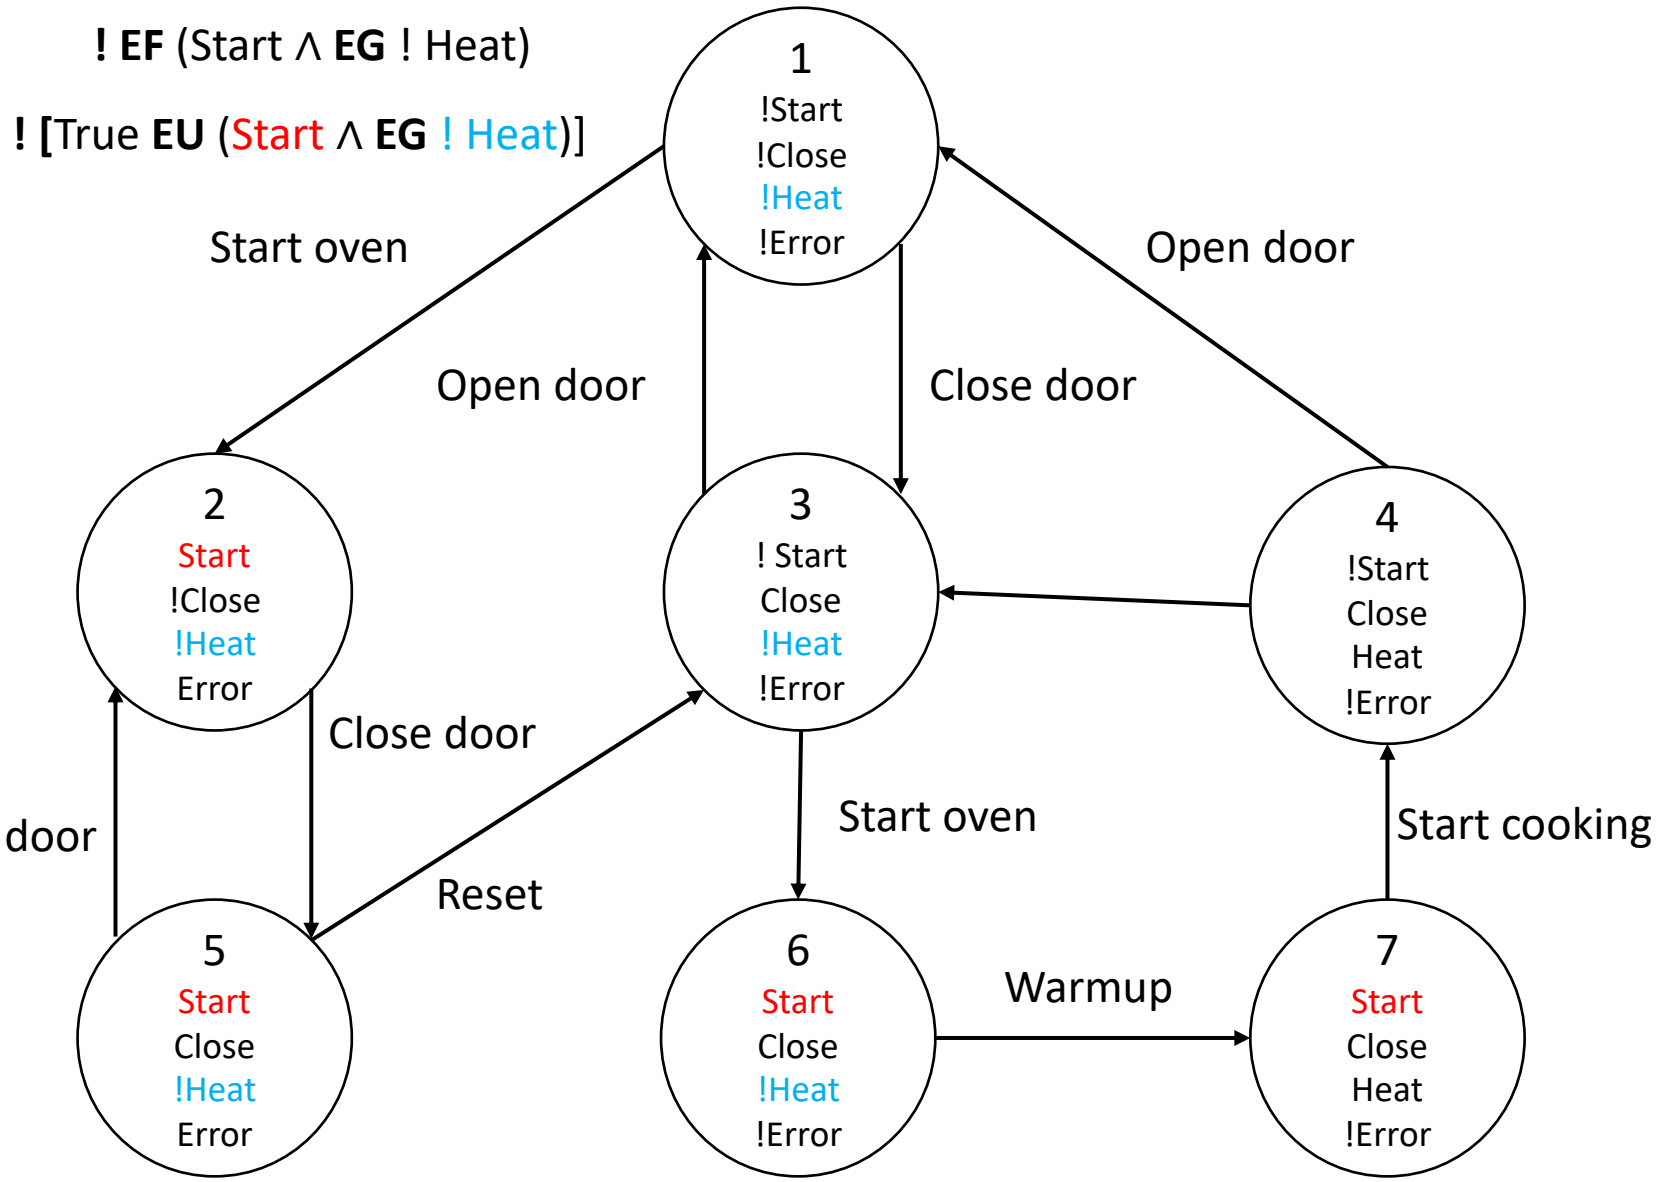 ! EF (Start ∧ EG ! Heat)
! [True EU (Start ∧ EG ! Heat)]
1
!Start
!Close
!Heat
!Error
Start oven
Open door
Open door
Close door
2
Start
!Close
!Heat
Error
3
! Start
Close
!Heat
!Error
4
!Start
Close
Heat
!Error
Close door
door
Start oven
Start cooking
Reset
5
Start
Close
!Heat
Error
6
Start
Close
!Heat
!Error
Warmup
7
Start
Close
Heat
!Error